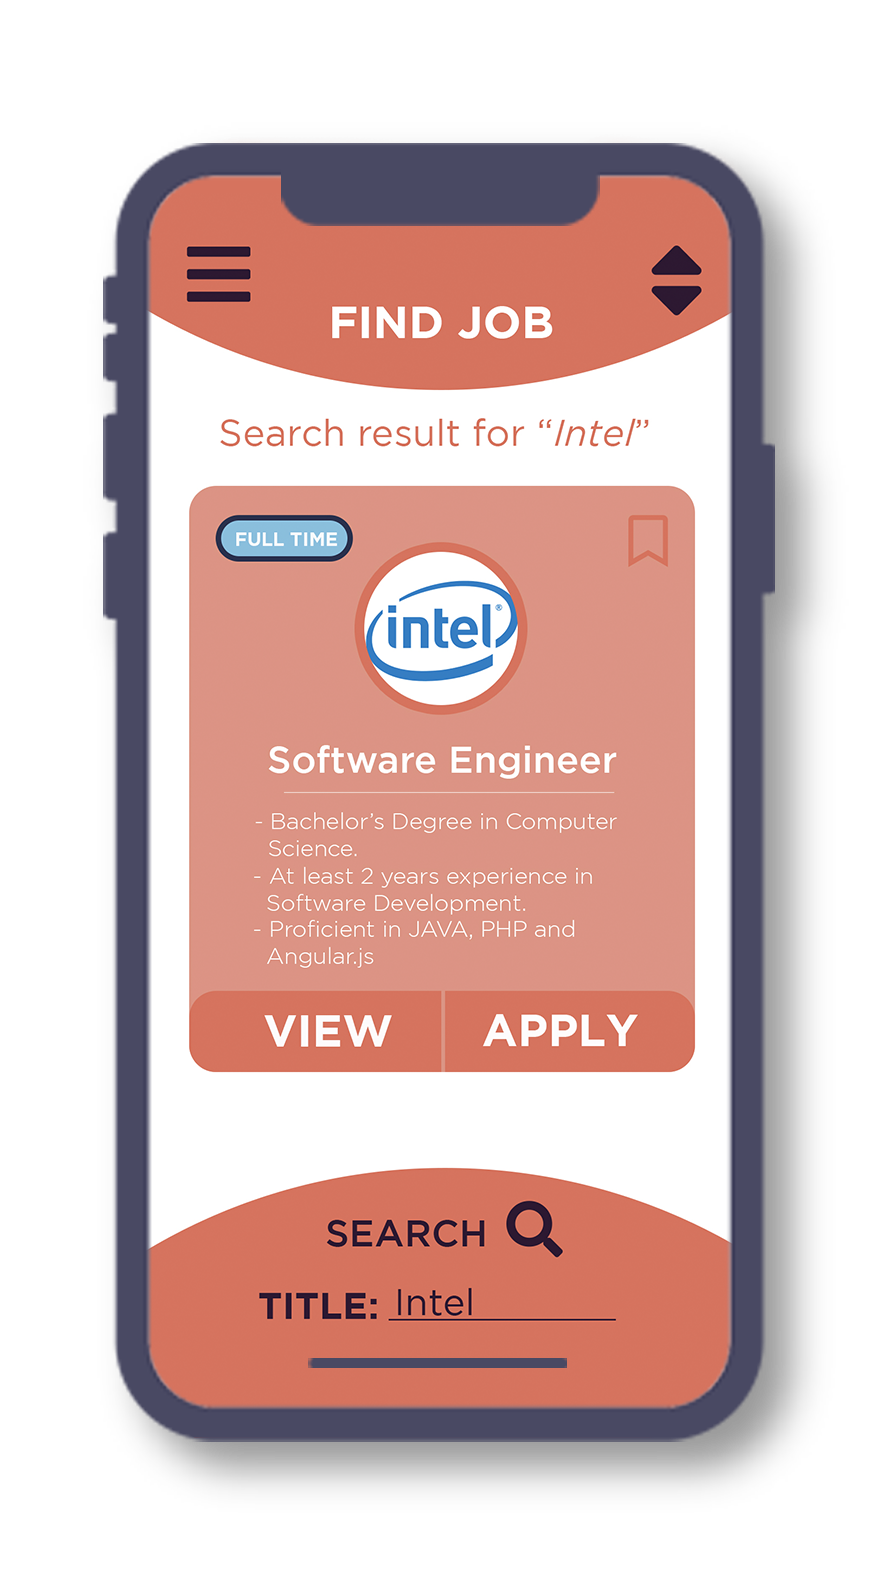 FIND JOB
Search result for “Intel”
FULL TIME
intel®
Software Engineer
- Bachelor’s Degree in Computer
Science.
- At least 2 years experience in
Software Development.
- Proficient in JAVA, PHP and
Angular.js
VIEW APPLY
SEARCH
TITLE: Intel